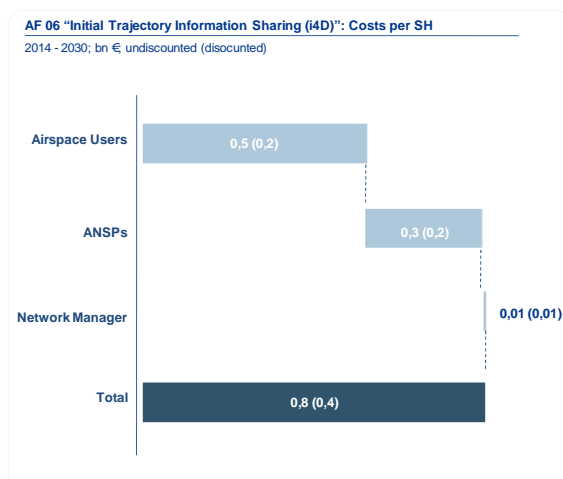 AF 06 “Initial Trajectory Information Sharing (i4D)”: Costs per SH
2014 - 2030; bn €; undiscounted (disocunted)
Airspace Users
0,5 (0,2)
ANSPs
0,3 (0,2)
Network Manager
0,01 (0,01)
Total
0,8 (0,4)